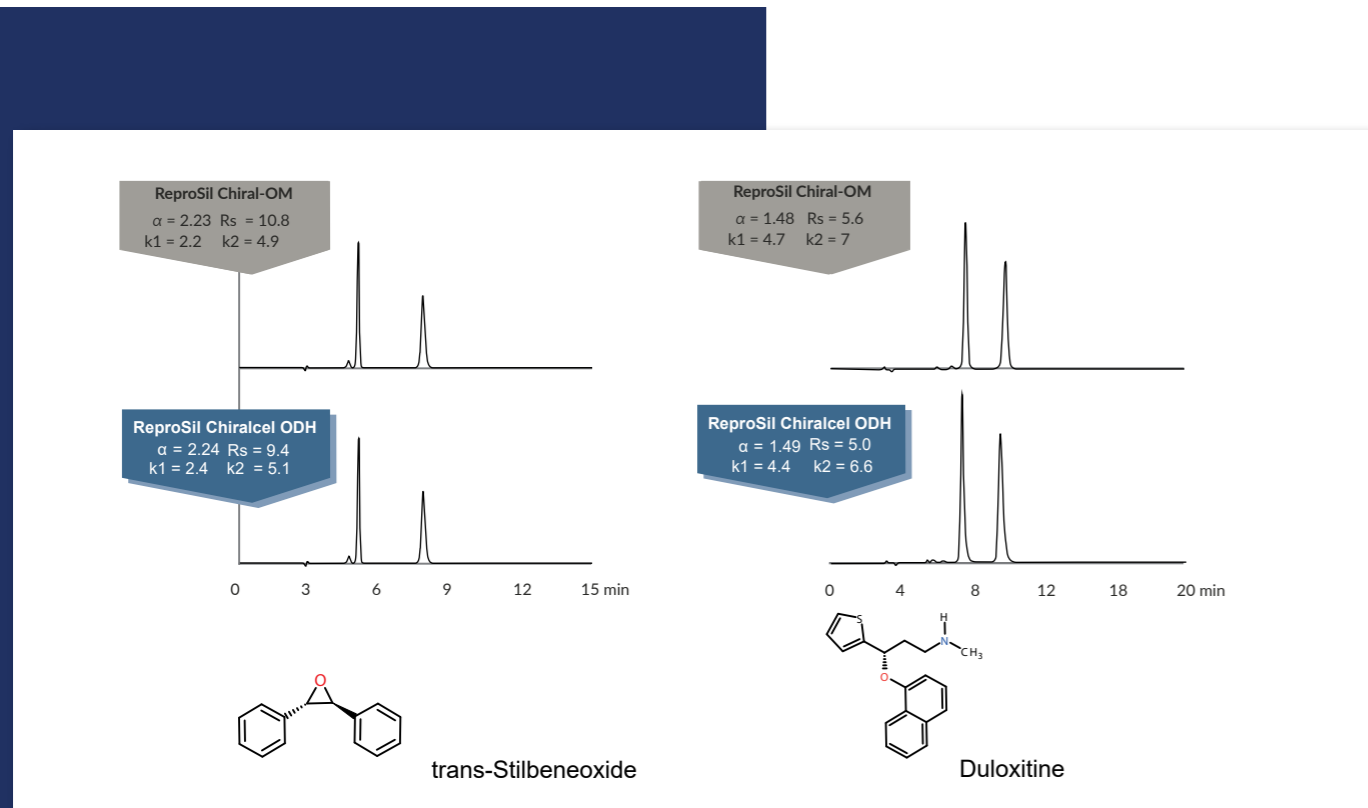 ReproSil Chiral-OM
α = 2.23 Rs = 10.8
k1 = 2.2 k2 = 4.9
ReproSil Chiral-OM
α = 1.48 Rs = 5.6
k1 = 4.7 k2 = 7
ReproSil Chiralcel ODH
α = 2.24 Rs = 9.4
k1 = 2.4 k2 = 5.1
ReproSil Chiralcel ODH
α = 1.49 Rs = 5.0
k1 = 4.4 k2 = 6.6
0 3 6 9 12 15 min
0 4 8 12 18 20 min
O
trans-Stilbeneoxide
S
H
N
CH3
O
Duloxitine